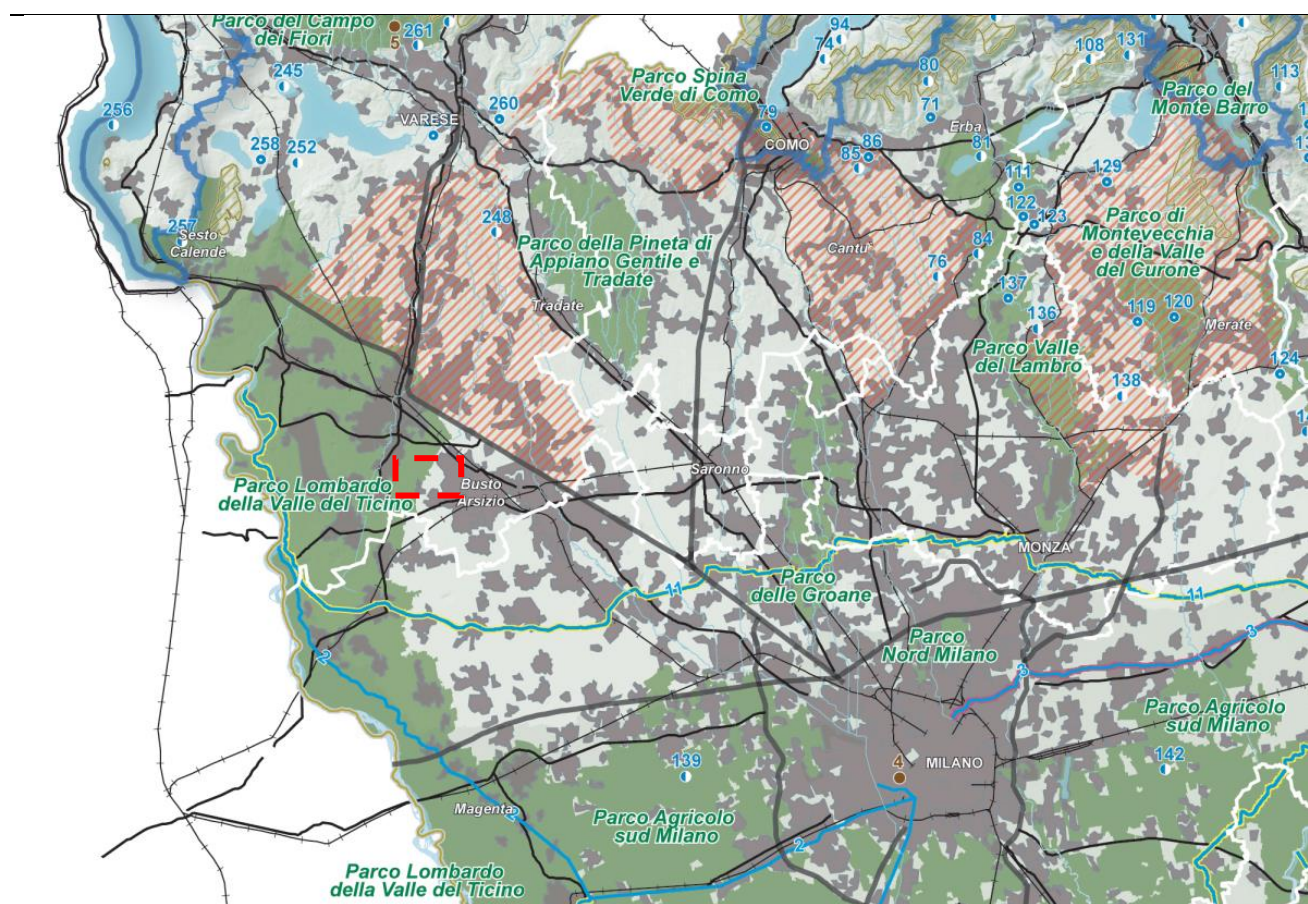 Parco del Campo
dei Fiori
5
261
94
74
108
131
245
80
113
Parco Spina
Verde di Como
Parco del
Monte Barro
256
260
VARESE
79
71
Erba
COMO
86
85
81
258
252
129
111
122
123
257
Sesto
Calende
248
Parco della Pineta di
Appiano Gentile e
Tradate
Cantù
84
76
Parco di
Montevecchia
e della Valle
del Curone
137
136
119
120
Merate
Tradate
Parco Valle
del Lambro
124
138
Saronno
Busto
Arsizio
Parco Lombardo
della Valle del Ticino
MONZA
11
Parco
delle Groane
11
2
Parco
Nord Milano
3
3
Parco Agricolo
sud Milano
139
4
MILANO
142
Magenta
2
Parco Agricolo
sud Milano
2
Parco Lombardo
della Valle del Ticino
2